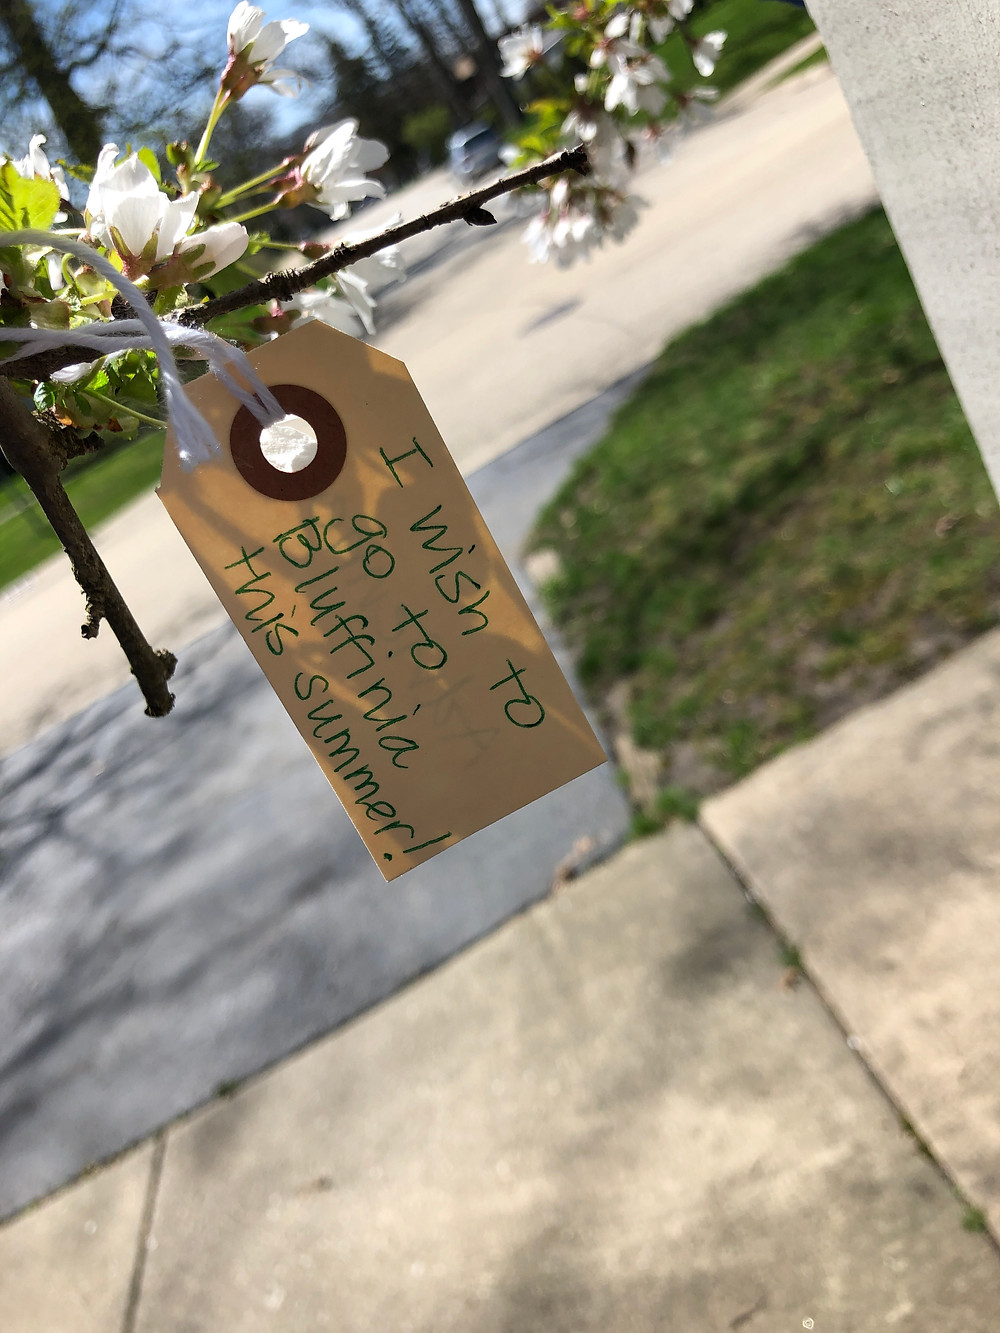 I wish to
go to
Bluffinia
this summer!